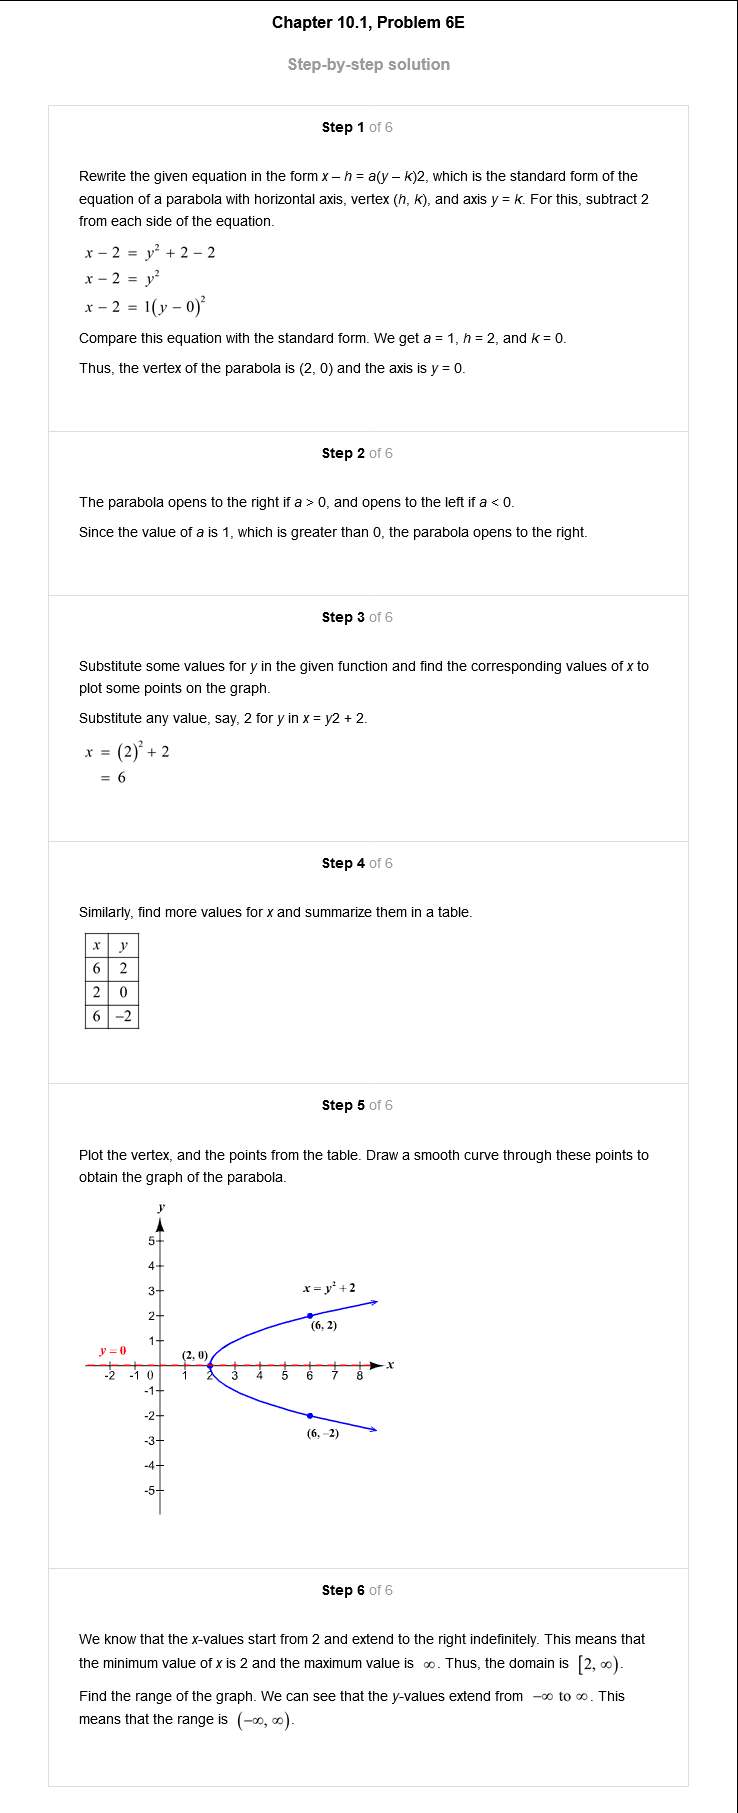 Chapter 10.1, Problem 6E
Step-by-step solution
Step 1 of 6
Rewrite the given equation in the form x – h = a(y – k)2, which is the standard form of the
equation of a parabola with horizontal axis, vertex (h, k), and axis y = k. For this, subtract 2
from each side of the equation.
x − 2 = y² + 2 − 2
x − 2 = y²
x − 2 = 1(y − 0)²
Compare this equation with the standard form. We get a = 1, h = 2, and k = 0.
Thus, the vertex of the parabola is (2, 0) and the axis is y = 0.
Step 2 of 6
The parabola opens to the right if a > 0, and opens to the left if a < 0.
Since the value of a is 1, which is greater than 0, the parabola opens to the right.
Step 3 of 6
Substitute some values for y in the given function and find the corresponding values of x to
plot some points on the graph.
Substitute any value, say, 2 for y in x = y2 + 2.
x = (2)² + 2
= 6
Step 4 of 6
Similarly, find more values for x and summarize them in a table.
x y
6 2
2 0
6 −2
Step 5 of 6
Plot the vertex, and the points from the table. Draw a smooth curve through these points to
obtain the graph of the parabola.
y
5
4
3
x = y² + 2
2
(6, 2)
1
y = 0
(2, 0)
x
-2 -1 0 1 2 3 4 5 6 7 8
-1
-2
(6, −2)
-3
-4
-5
Step 6 of 6
We know that the x-values start from 2 and extend to the right indefinitely. This means that
the minimum value of x is 2 and the maximum value is ∞. Thus, the domain is [2, ∞).
Find the range of the graph. We can see that the y-values extend from −∞ to ∞. This
means that the range is (−∞, ∞).